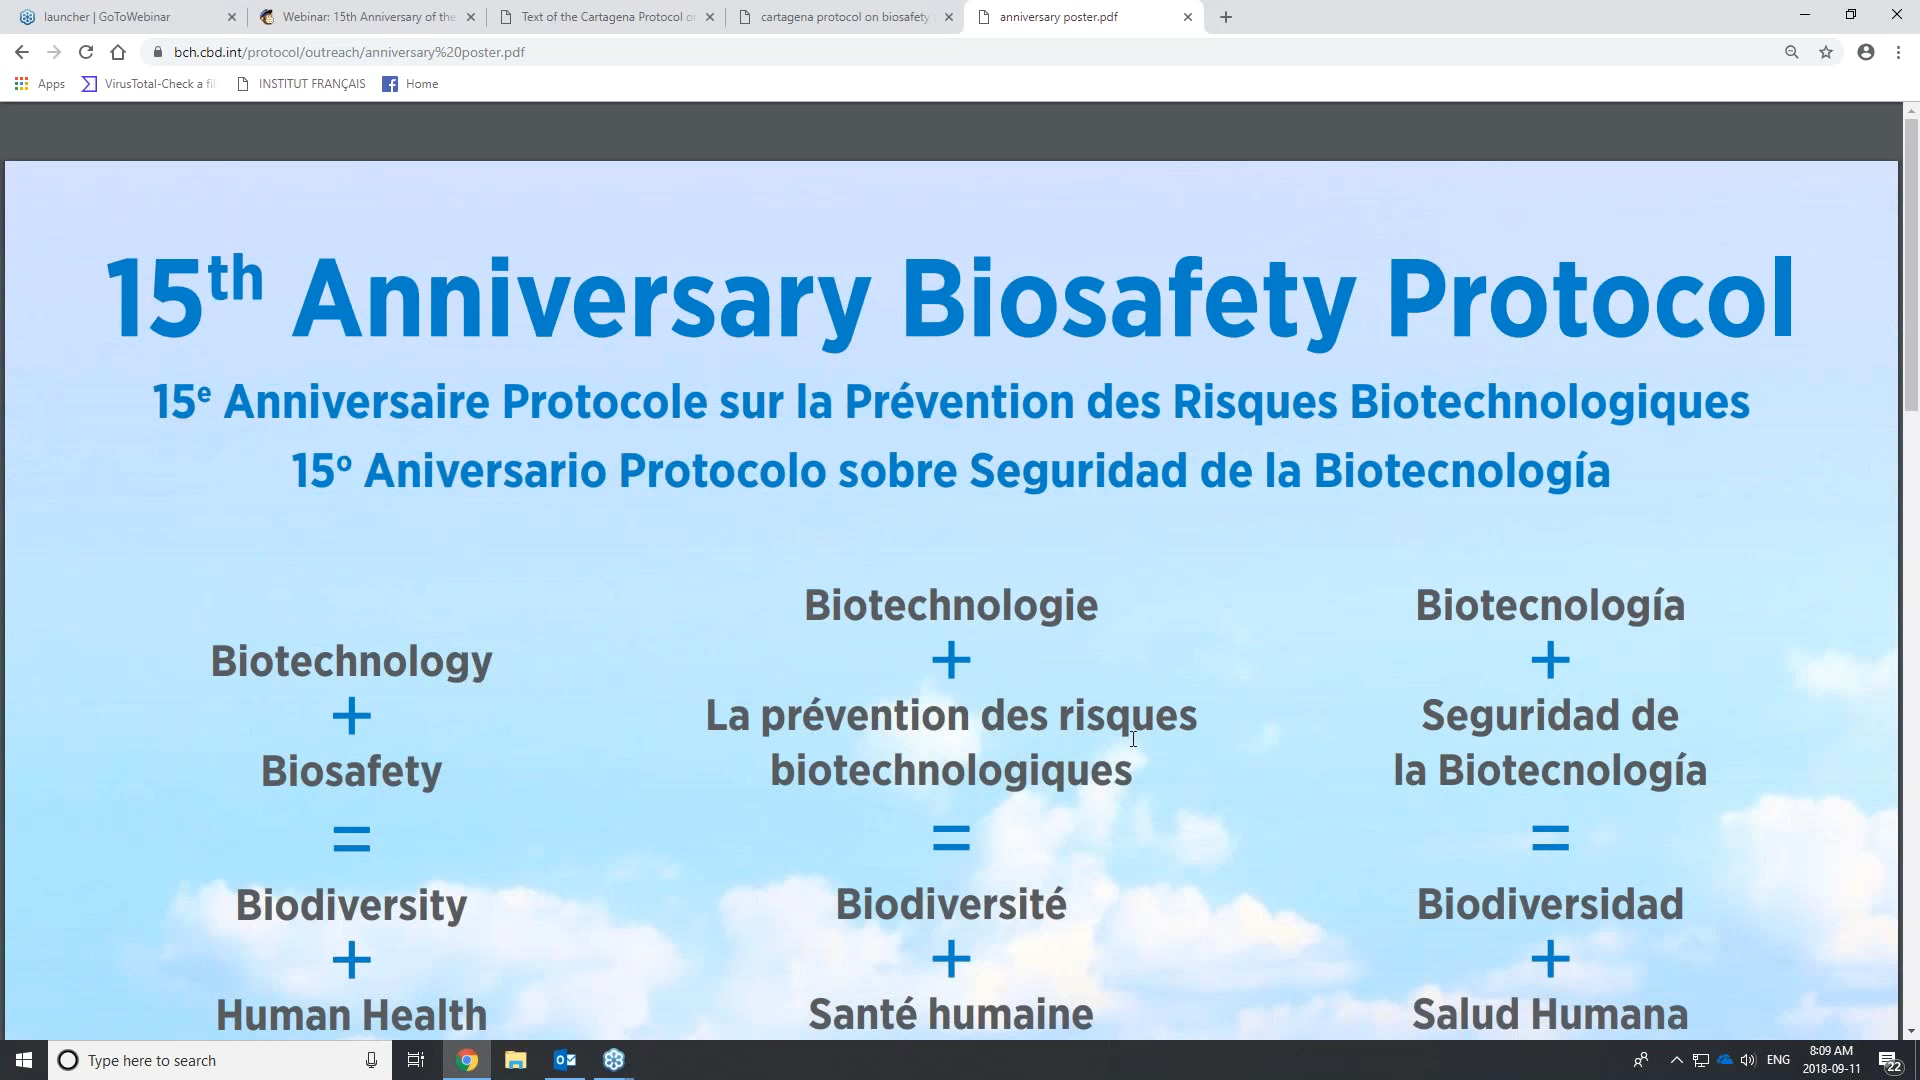 launcher | GoToWebinar
Webinar: 15th Anniversary of the
Text of the Cartagena Protocol o
cartagena protocol on biosafety
anniversary poster.pdf
bch.cbd.int/protocol/outreach/anniversary%20poster.pdf
Apps
VirusTotal-Check a fil
INSTITUT FRANÇAIS
Home
15th Anniversary Biosafety Protocol
15e Anniversaire Protocole sur la Prévention des Risques Biotechnologiques
15º Aniversario Protocolo sobre Seguridad de la Biotecnología
Biotechnology
+
Biosafety
=
Biodiversity
+
Human Health
Biotechnologie
+
La prévention des risques
biotechnologiques
=
Biodiversité
+
Santé humaine
Biotecnología
+
Seguridad de
la Biotecnología
=
Biodiversidad
+
Salud Humana
Type here to search
ENG
8:09 AM
2018-09-11
22